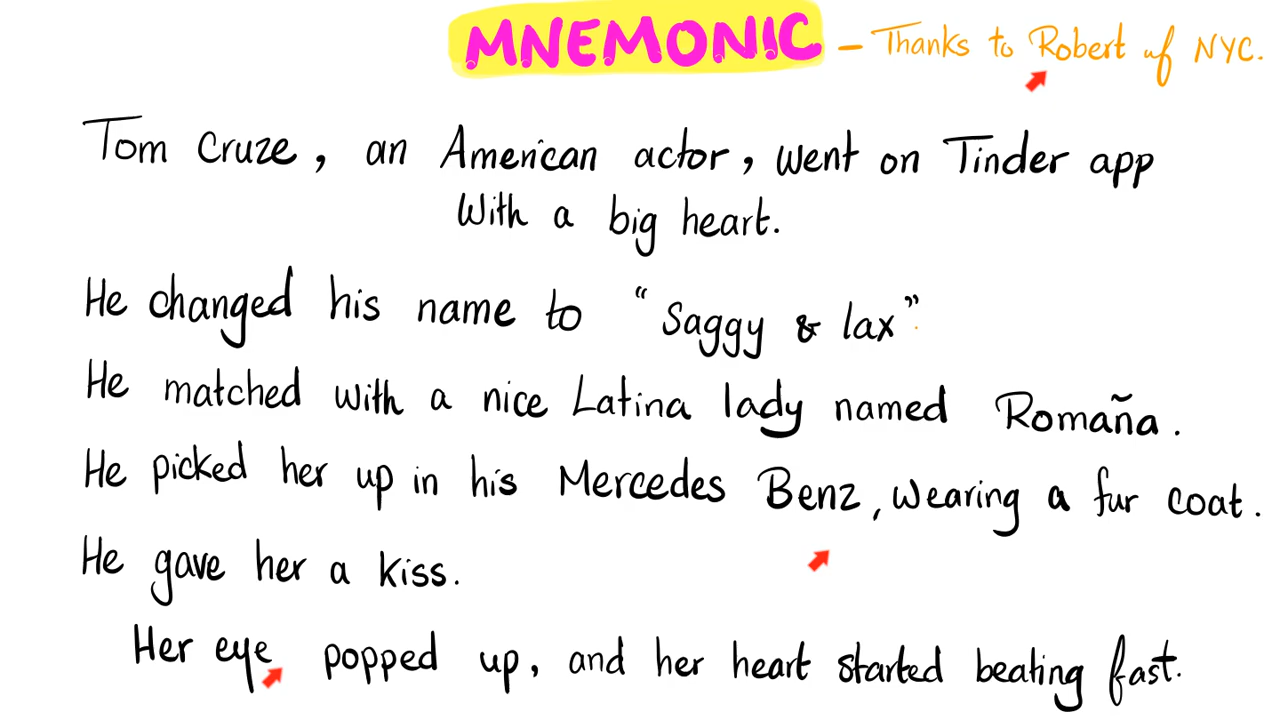 MNEMONIC – Thanks to Robert of NYC.
Tom Cruze, an American actor, went on Tinder app
With a big heart.
He changed his name to “Saggy & lax”
He matched with a nice Latina lady named Romaña.
He picked her up in his Mercedes Benz, wearing a fur coat.
He gave her a kiss.
Her eye popped up, and her heart started beating fast.